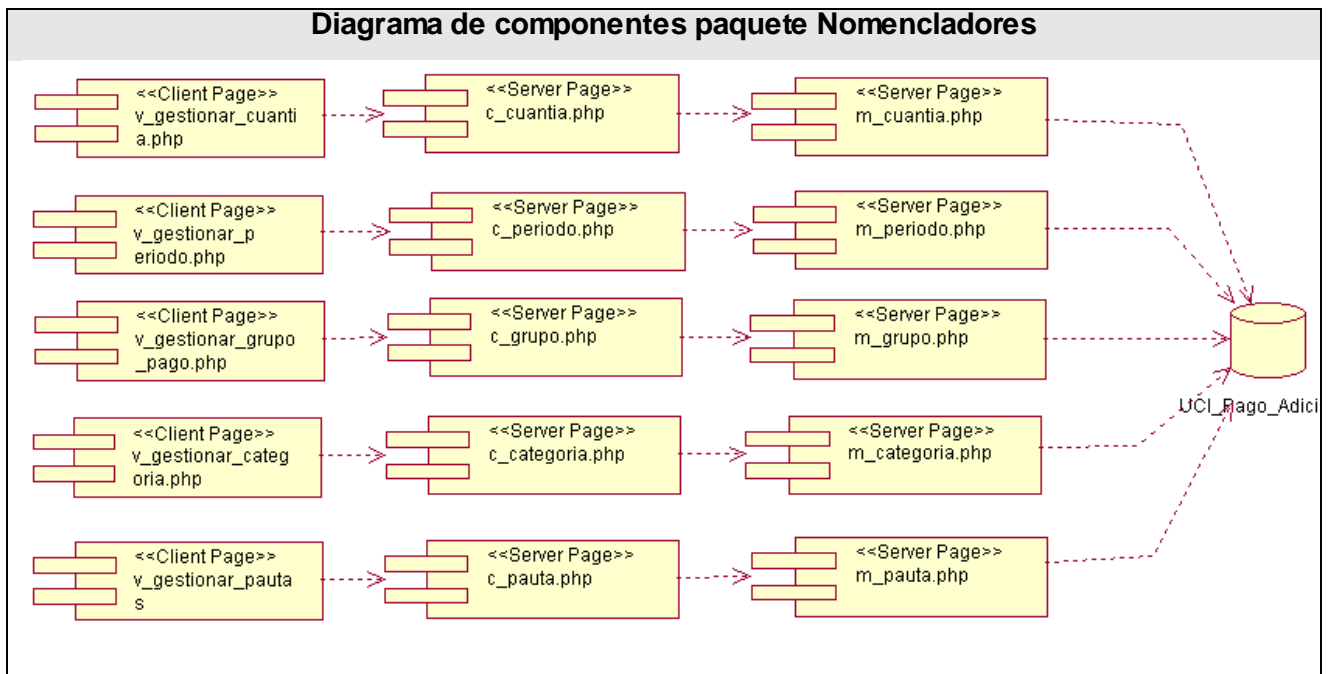 Diagrama de componentes paquete Nomencladores
<<Client Page>>
v_gestionar_cuanti
a.php
<<Server Page>>
c_cuantia.php
<<Server Page>>
m_cuantia.php
<<Client Page>>
v_gestionar_p
eriodo.php
<<Server Page>>
c_periodo.php
<<Server Page>>
m_periodo.php
<<Client Page>>
v_gestionar_grupo
_pago.php
<<Server Page>>
c_grupo.php
<<Server Page>>
m_grupo.php
UCI_Pago_Adici
<<Client Page>>
v_gestionar_categ
oria.php
<<Server Page>>
c_categoria.php
<<Server Page>>
m_categoria.php
<<Client Page>>
v_gestionar_pauta
s
<<Server Page>>
c_pauta.php
<<Server Page>>
m_pauta.php